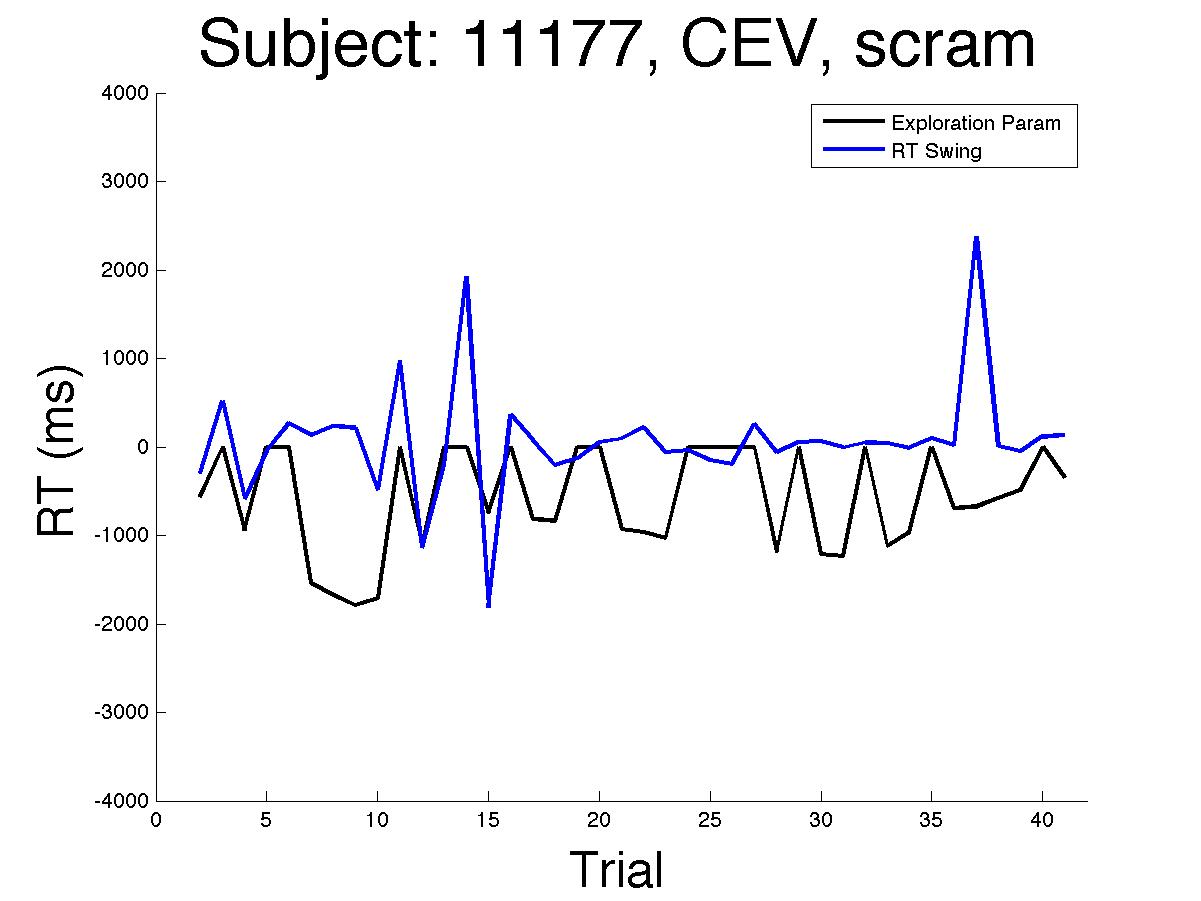 Subject: 11177, CEV, scram
4000
3000
2000
1000
0
-1000
-2000
-3000
-4000
RT (ms)
Exploration Param
RT Swing
0 5 10 15 20 25 30 35 40
Trial